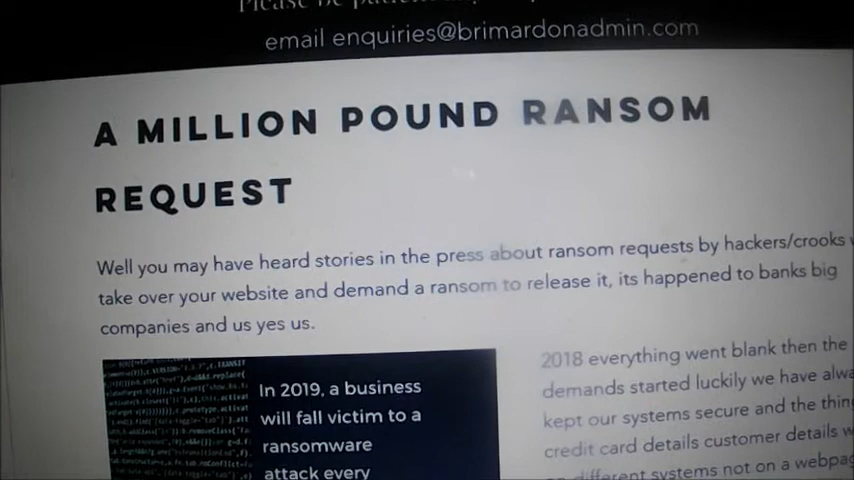 Please be
email enquiries@brimardonadmin.com
A MILLION POUND RANSOM
REQUEST
Well you may have heard stories in the press about ransom requests by hackers/crooks
take over your website and demand a ransom to release it, its happened to banks big
companies and us yes us.
In 2019, a business
will fall victim to a
ransomware
attack every
2018 everything went blank then the
demands started luckily we have
kept our systems secure and the
credit card details customer details
different systems not on a